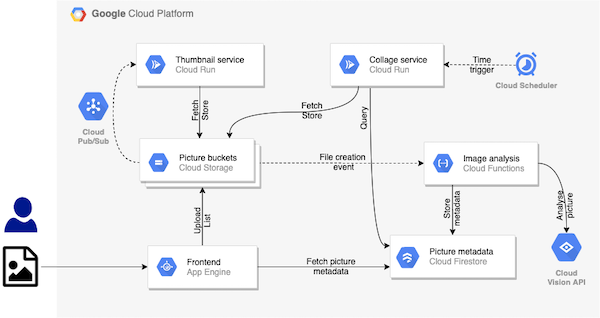 Google Cloud Platform
Thumbnail service
Cloud Run
Collage service
Cloud Run
Time
trigger
Cloud Scheduler
Cloud
Pub/Sub
Fetch
Store
Fetch
Store
Query
Picture buckets
Cloud Storage
File creation
event
Image analysis
Cloud Functions
Upload
List
Store
metadata
Analyse
picture
Frontend
App Engine
Fetch picture
metadata
Picture metadata
Cloud Firestore
Cloud
Vision API